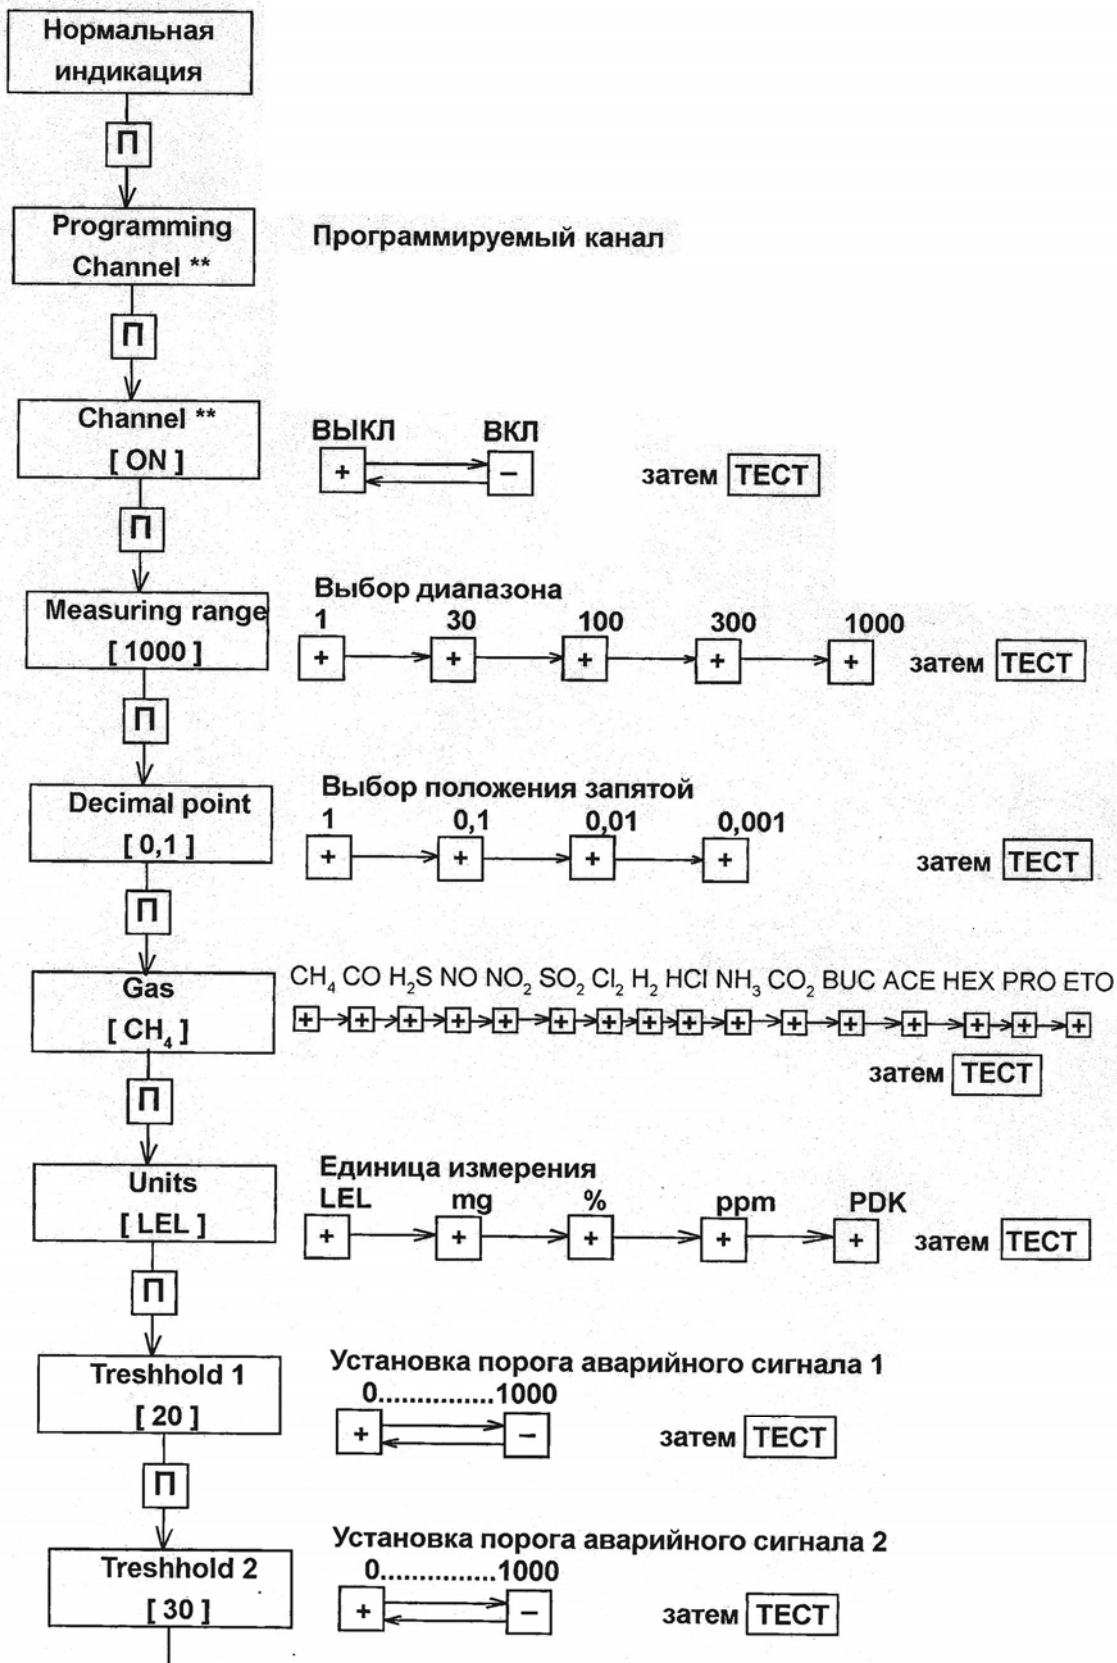 Нормальная
индикация
П
Programming
Channel **
Программируемый канал
П
Channel **
[ ON ]
ВЫКЛ ВКЛ
+ −
затем ТЕСТ
П
Measuring range
[ 1000 ]
Выбор диапазона
1 30 100 300 1000
+ + + + +
затем ТЕСТ
П
Decimal point
[ 0,1 ]
Выбор положения запятой
1 0,1 0,01 0,001
+ + + +
затем ТЕСТ
П
Gas
[ CH₄ ]
CH₄ CO H₂S NO NO₂ SO₂ Cl₂ H₂ HCl NH₃ CO₂ BUC ACE HEX PRO ETO
+ + + + + + + + + + + + + + + +
затем ТЕСТ
П
Units
[ LEL ]
Единица измерения
LEL mg % ppm PDK
+ + + + +
затем ТЕСТ
П
Treshhold 1
[ 20 ]
Установка порога аварийного сигнала 1
0...............1000
+ −
затем ТЕСТ
П
Treshhold 2
[ 30 ]
Установка порога аварийного сигнала 2
0...............1000
+ −
затем ТЕСТ